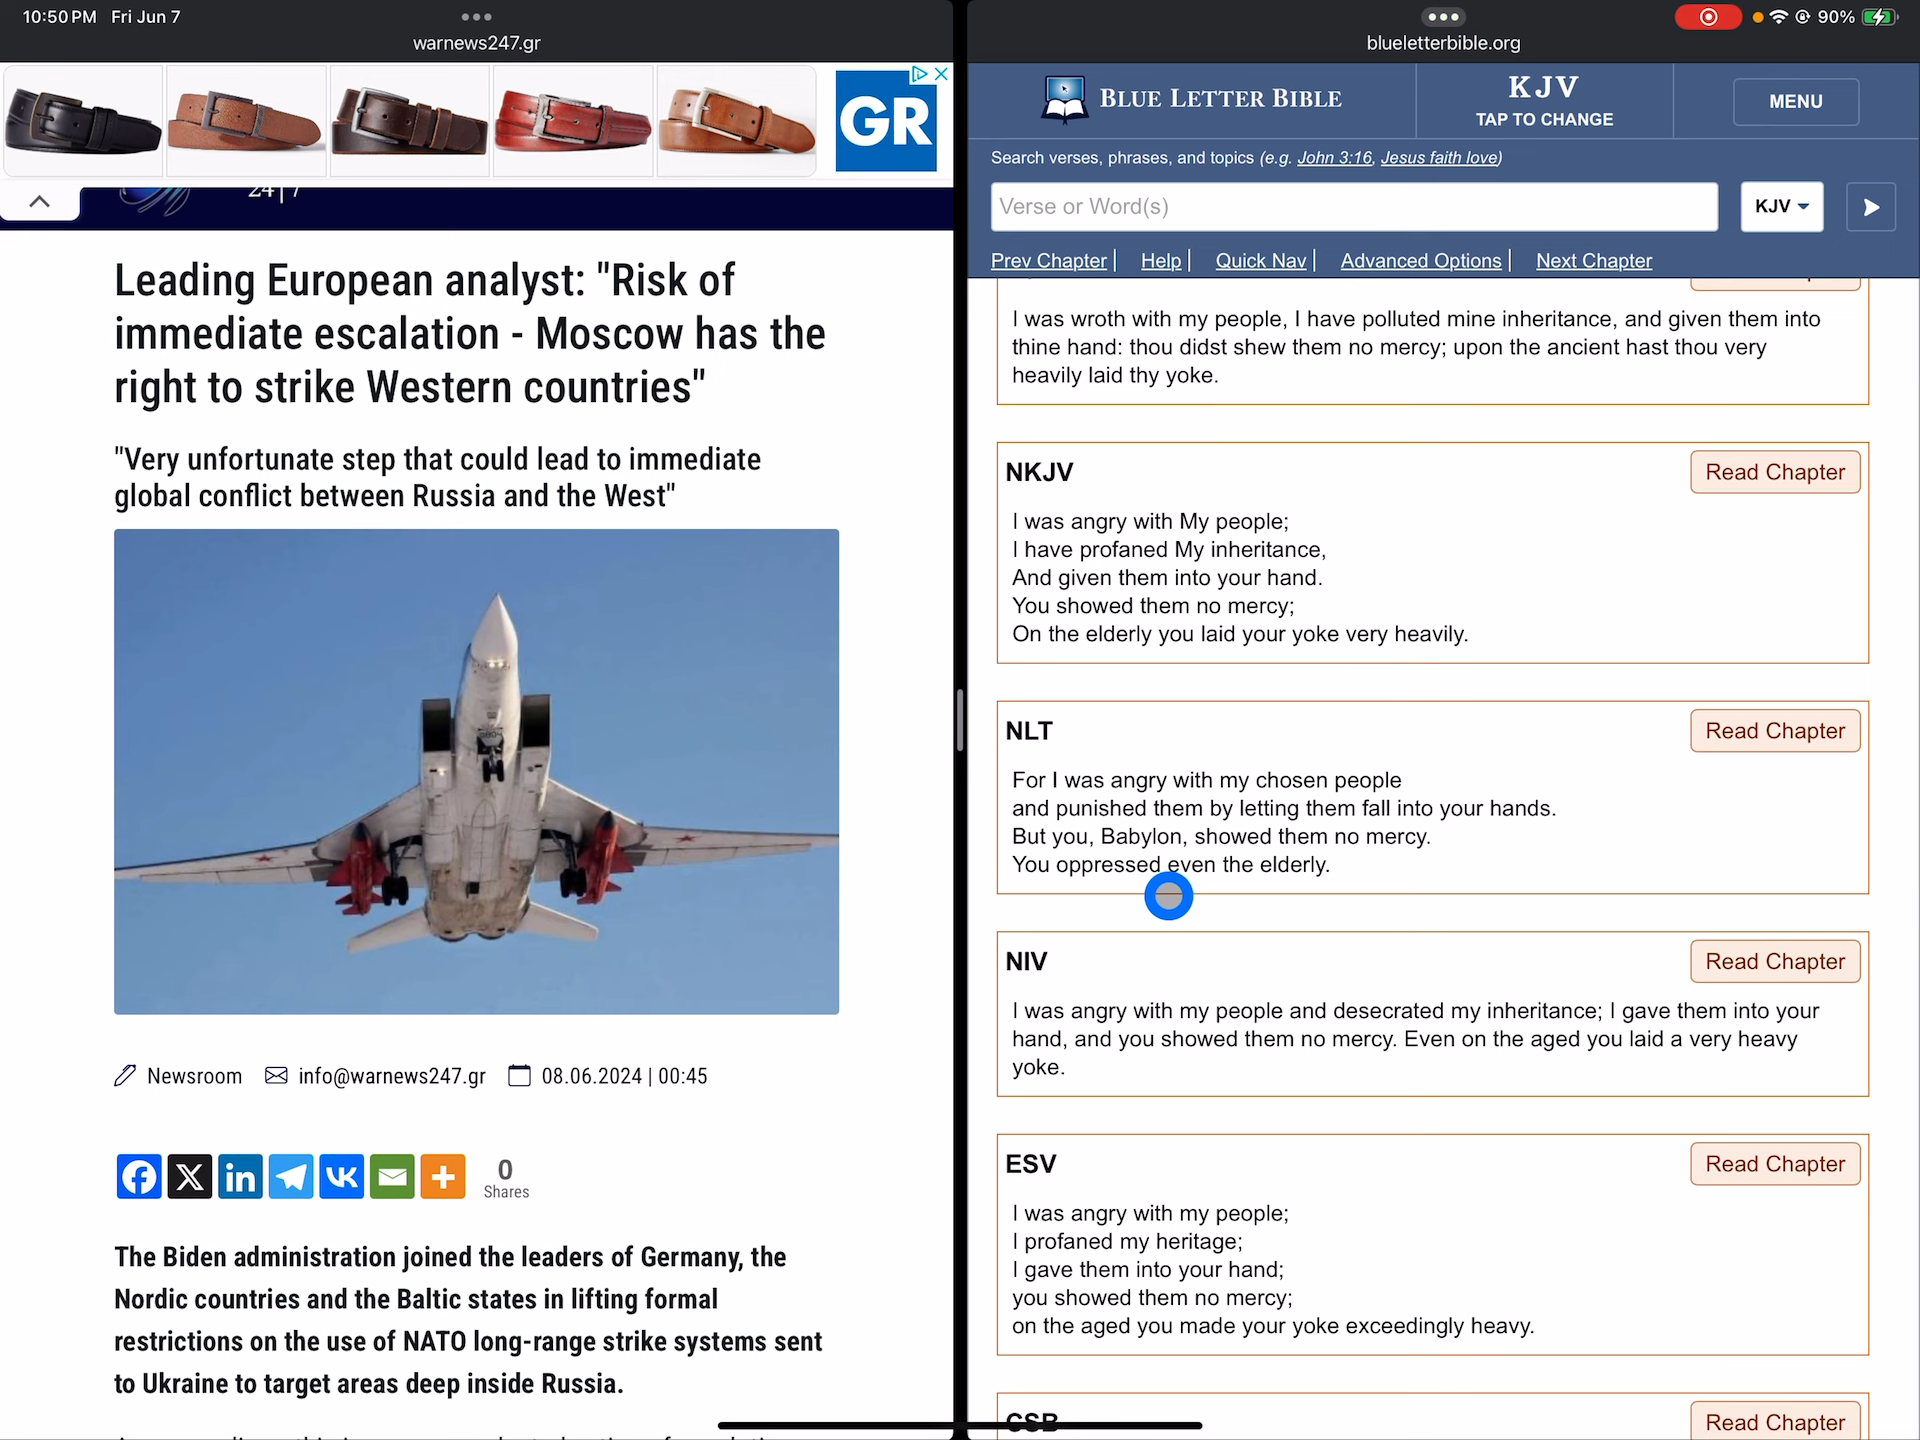 10:50 PM Fri Jun 7
warnews247.gr
GR
24|7
Leading European analyst: "Risk of
immediate escalation - Moscow has the
right to strike Western countries"
"Very unfortunate step that could lead to immediate
global conflict between Russia and the West"
Newsroom info@warnews247.gr 08.06.2024 | 00:45
0
Shares
The Biden administration joined the leaders of Germany, the
Nordic countries and the Baltic states in lifting formal
restrictions on the use of NATO long-range strike systems sent
to Ukraine to target areas deep inside Russia.
90%
blueletterbible.org
BLUE LETTER BIBLE
KJV
TAP TO CHANGE
MENU
Search verses, phrases, and topics (e.g. John 3:16, Jesus faith love)
Verse or Word(s)
KJV
Prev Chapter | Help | Quick Nav | Advanced Options | Next Chapter
I was wroth with my people, I have polluted mine inheritance, and given them into
thine hand: thou didst shew them no mercy; upon the ancient hast thou very
heavily laid thy yoke.
NKJV
Read Chapter
I was angry with My people;
I have profaned My inheritance,
And given them into your hand.
You showed them no mercy;
On the elderly you laid your yoke very heavily.
NLT
Read Chapter
For I was angry with my chosen people
and punished them by letting them fall into your hands.
But you, Babylon, showed them no mercy.
You oppressed even the elderly.
NIV
Read Chapter
I was angry with my people and desecrated my inheritance; I gave them into your
hand, and you showed them no mercy. Even on the aged you laid a very heavy
yoke.
ESV
Read Chapter
I was angry with my people;
I profaned my heritage;
I gave them into your hand;
you showed them no mercy;
on the aged you made your yoke exceedingly heavy.
CSB
Read Chapter